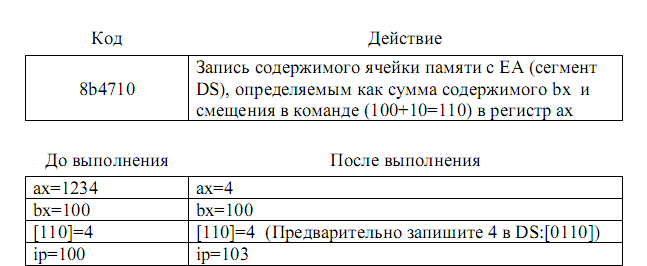 Код Действие
8b4710
Запись содержимого ячейки памяти с EA (сегмент
DS), определяемым как сумма содержимого bx и
смещения в команде (100+10=110) в регистр ax
До выполнения После выполнения
ax=1234 ax=4
bx=100 bx=100
[110]=4 [110]=4 (Предварительно запишите 4 в DS:[0110])
ip=100 ip=103